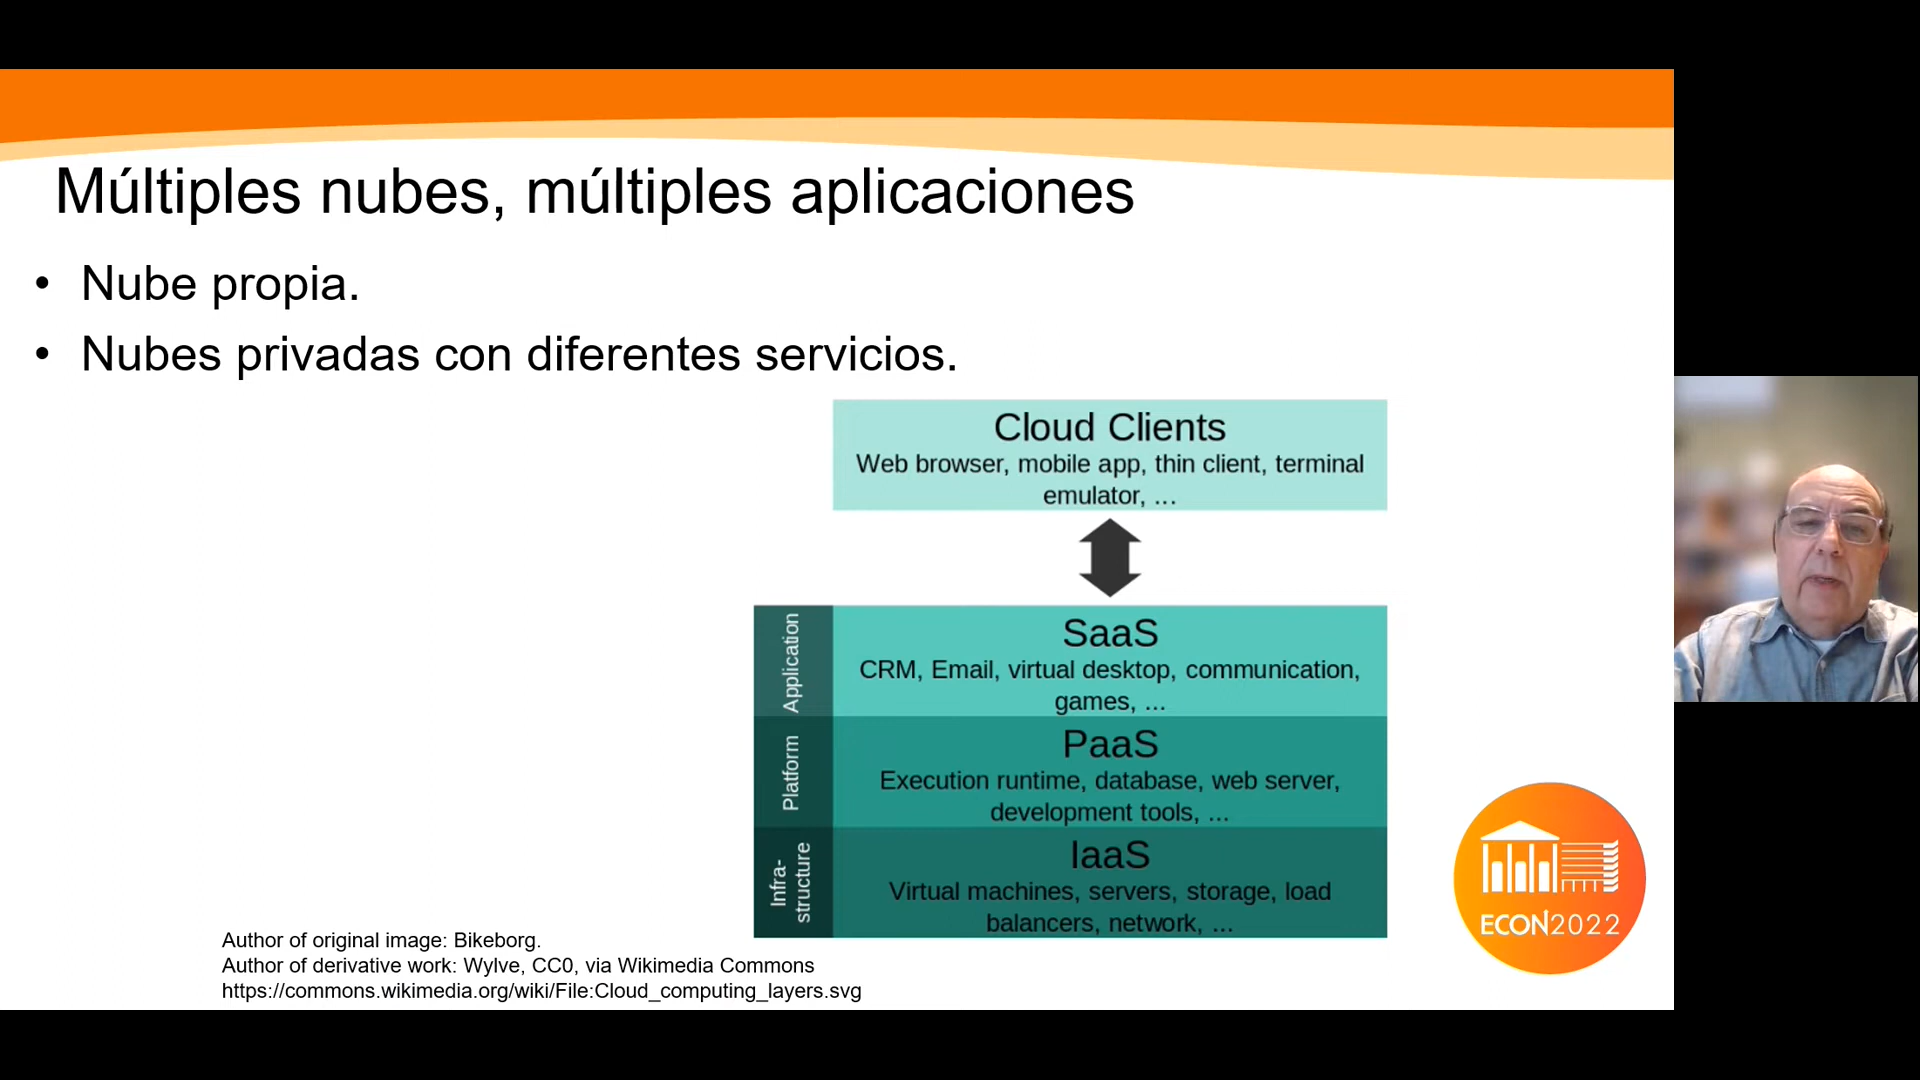 Múltiples nubes, múltiples aplicaciones
• Nube propia.
• Nubes privadas con diferentes servicios.
Cloud Clients
Web browser, mobile app, thin client, terminal
emulator, ...
Application
SaaS
CRM, Email, virtual desktop, communication,
games, ...
Platform
PaaS
Execution runtime, database, web server,
development tools, ...
Infra-
structure
IaaS
Virtual machines, servers, storage, load
balancers, network, ...
ECON2022
Author of original image: Bikeborg.
Author of derivative work: Wylve, CC0, via Wikimedia Commons
https://commons.wikimedia.org/wiki/File:Cloud_computing_layers.svg